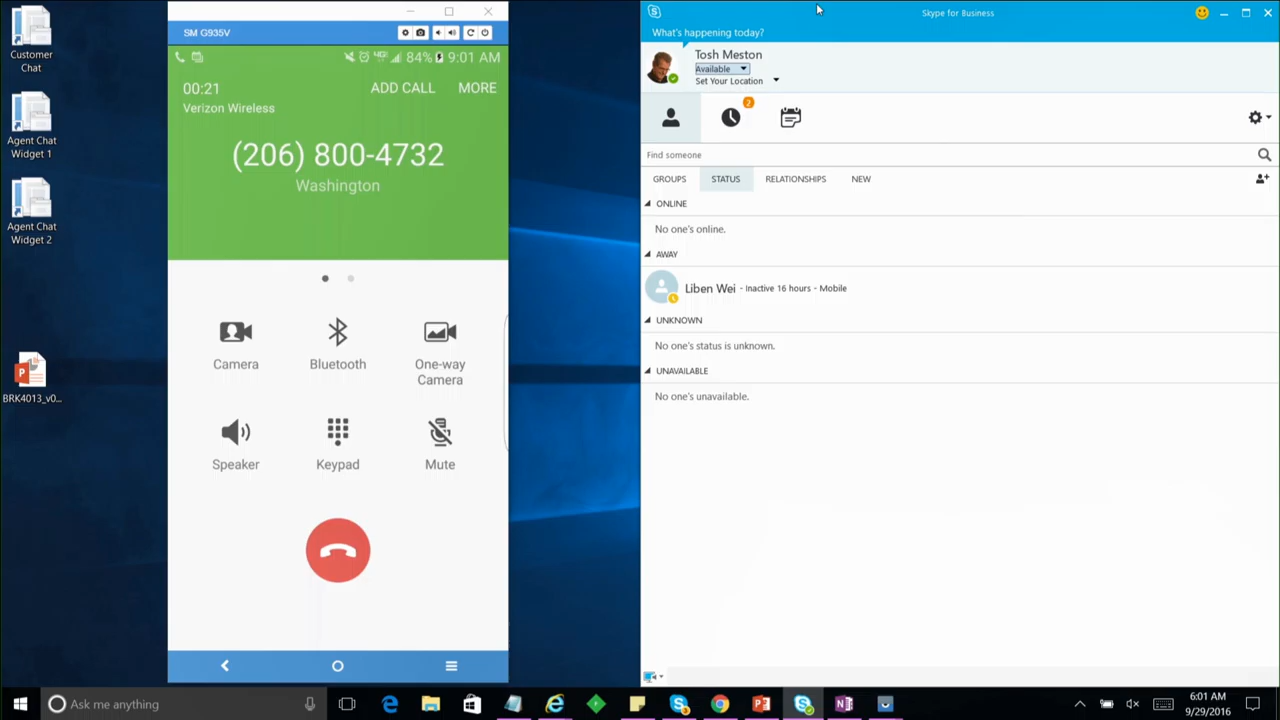 Customer
Chat
Agent Chat
Widget 1
Agent Chat
Widget 2
BRK4013_v0...
SM G935V
84% 9:01 AM
00:21
ADD CALL
MORE
Verizon Wireless
(206) 800-4732
Washington
Camera
Bluetooth
One-way
Camera
Speaker
Keypad
Mute
Skype for Business
What's happening today?
Tosh Meston
Available
Set Your Location
2
Find someone
GROUPS
STATUS
RELATIONSHIPS
NEW
ONLINE
No one's online.
AWAY
Liben Wei - Inactive 16 hours - Mobile
UNKNOWN
No one's status is unknown.
UNAVAILABLE
No one's unavailable.
Ask me anything
6:01 AM
9/29/2016